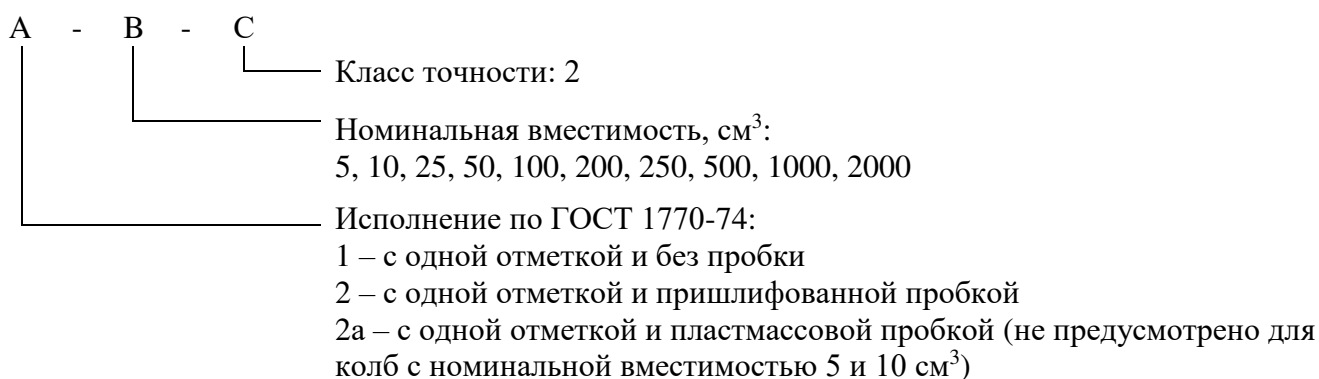 А - В - С
Класс точности: 2
Номинальная вместимость, см³:
5, 10, 25, 50, 100, 200, 250, 500, 1000, 2000
Исполнение по ГОСТ 1770-74:
1 – с одной отметкой и без пробки
2 – с одной отметкой и пришлифованной пробкой
2а – с одной отметкой и пластмассовой пробкой (не предусмотрено для
колб с номинальной вместимостью 5 и 10 см³)